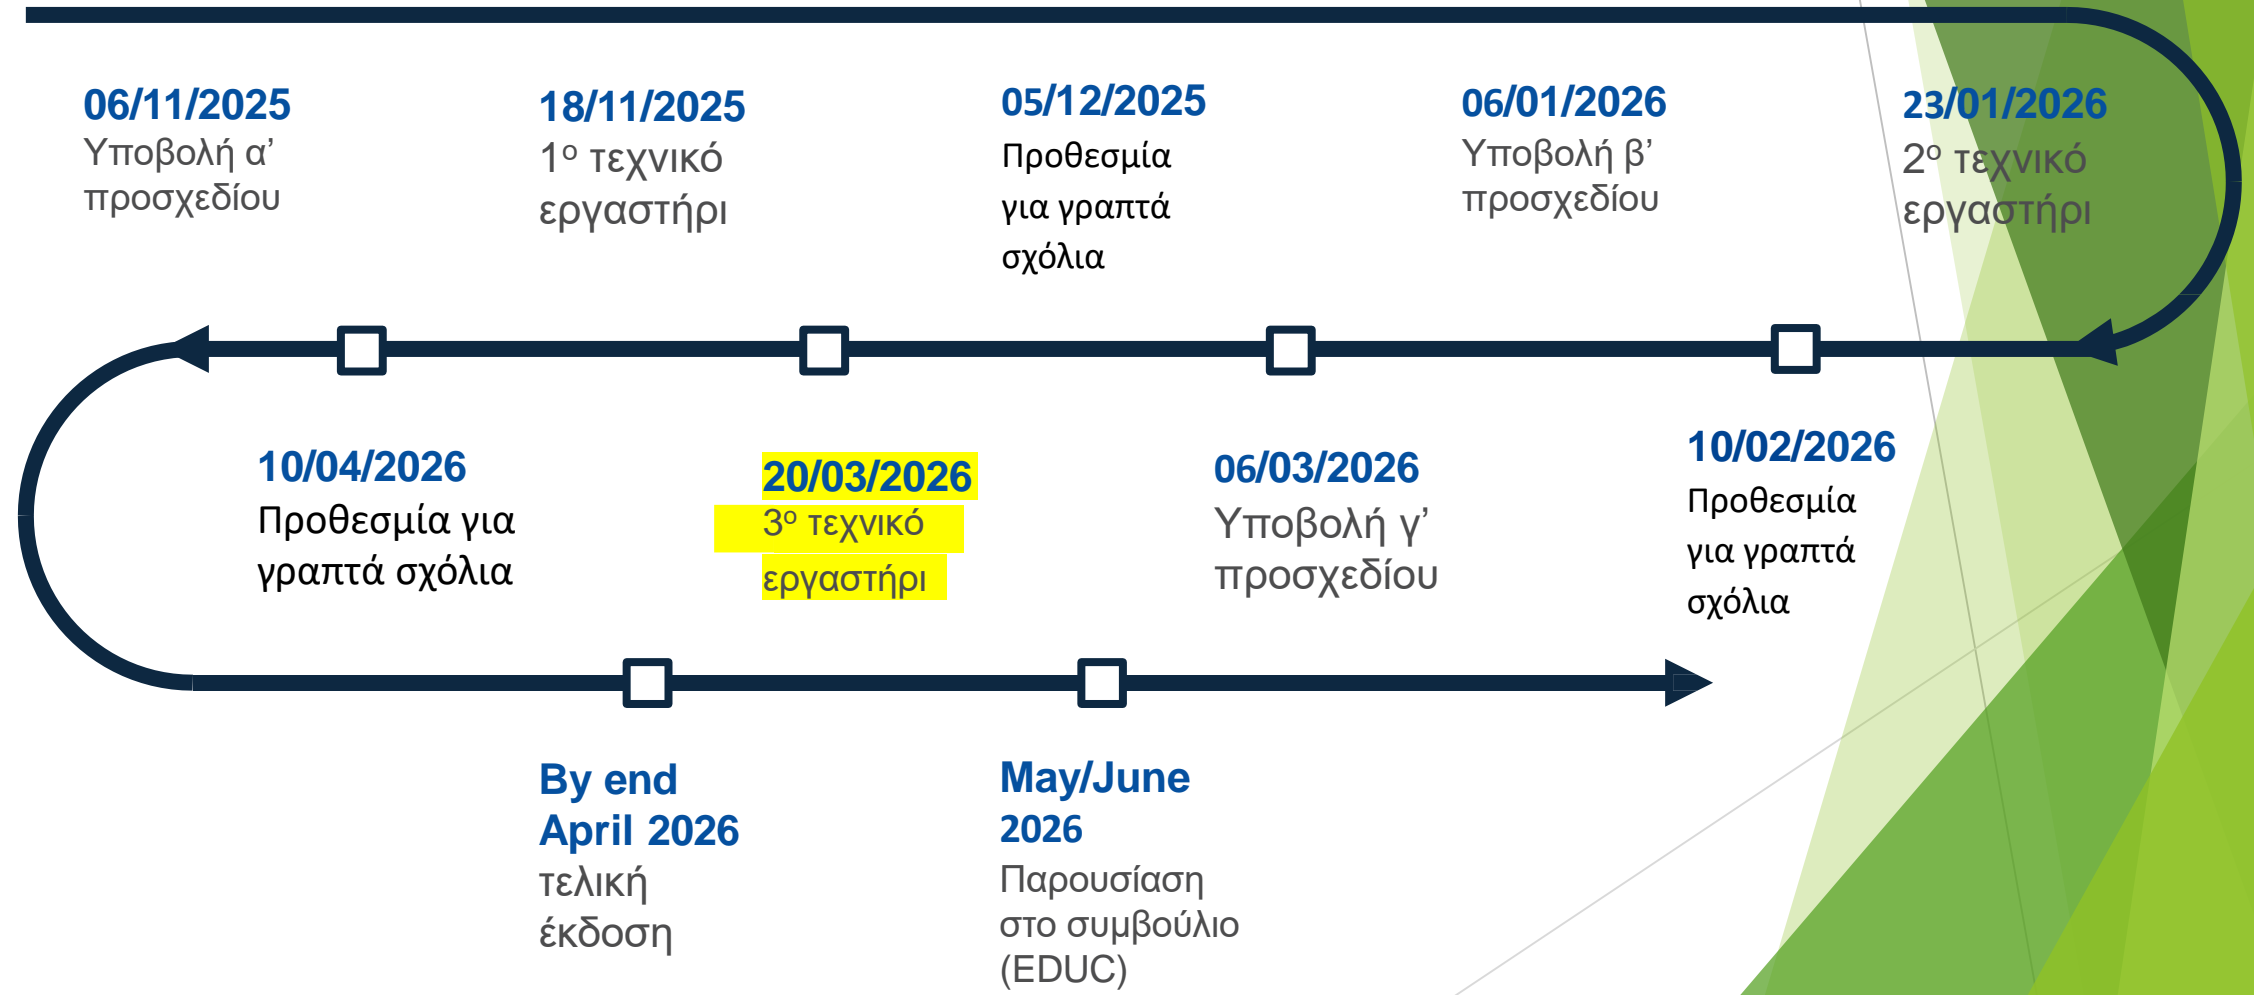 06/11/2025
Υποβολή α’
προσχεδίου
18/11/2025
1ο τεχνικό
εργαστήρι
05/12/2025
Προθεσμία
για γραπτά
σχόλια
06/01/2026
Υποβολή β’
προσχεδίου
23/01/2026
2ο τεχνικό
εργαστήρι
10/02/2026
Προθεσμία
για γραπτά
σχόλια
06/03/2026
Υποβολή γ’
προσχεδίου
20/03/2026
3ο τεχνικό
εργαστήρι
10/04/2026
Προθεσμία για
γραπτά σχόλια
By end
April 2026
τελική
έκδοση
May/June
2026
Παρουσίαση
στο συμβούλιο
(EDUC)